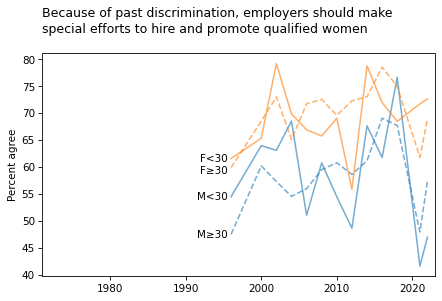 Because of past discrimination, employers should make
special efforts to hire and promote qualified women
80
75
70
65
60
55
50
45
40
Percent agree
F<30
F≥30
M<30
M≥30
1980
1990
2000
2010
2020